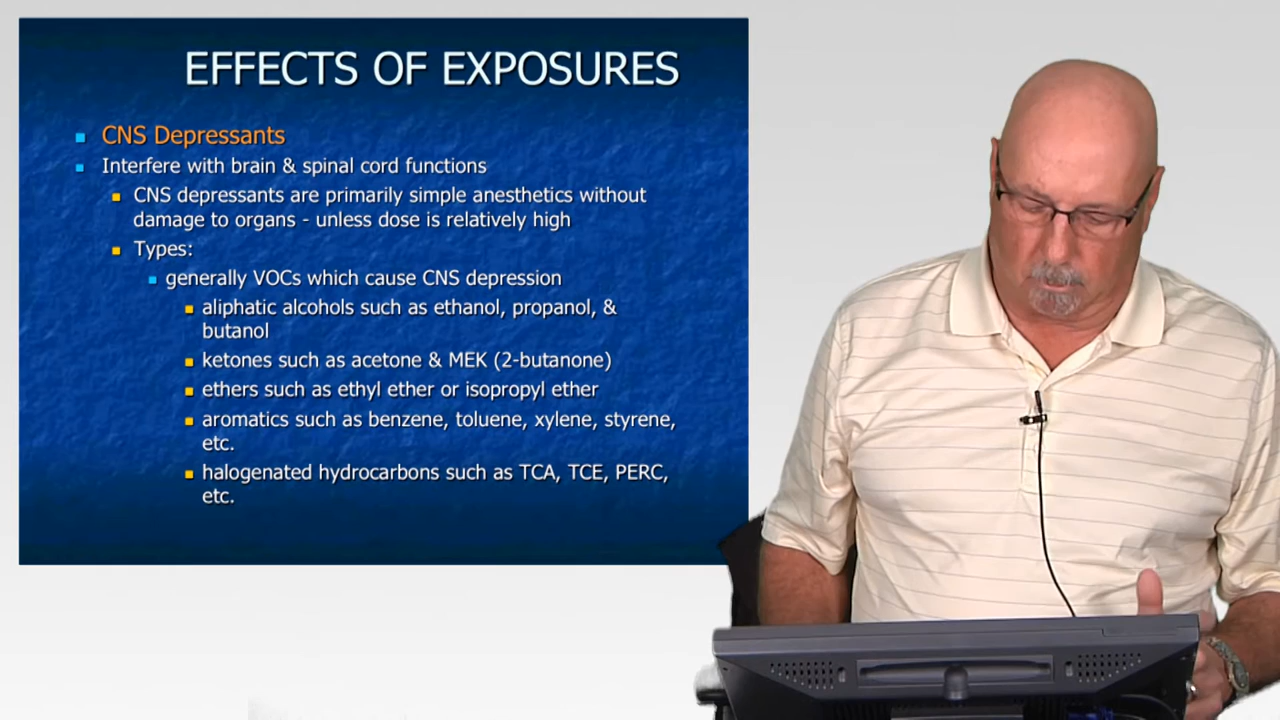 EFFECTS OF EXPOSURES
CNS Depressants
Interfere with brain & spinal cord functions
CNS depressants are primarily simple anesthetics without
damage to organs - unless dose is relatively high
Types:
generally VOCs which cause CNS depression
aliphatic alcohols such as ethanol, propanol, &
butanol
ketones such as acetone & MEK (2-butanone)
ethers such as ethyl ether or isopropyl ether
aromatics such as benzene, toluene, xylene, styrene,
etc.
halogenated hydrocarbons such as TCA, TCE, PERC,
etc.